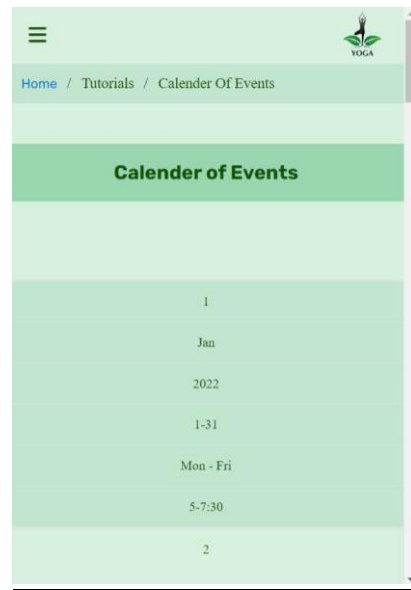 YOGA
Home / Tutorials / Calender Of Events
Calender of Events
1
Jan
2022
1-31
Mon - Fri
5-7:30
2